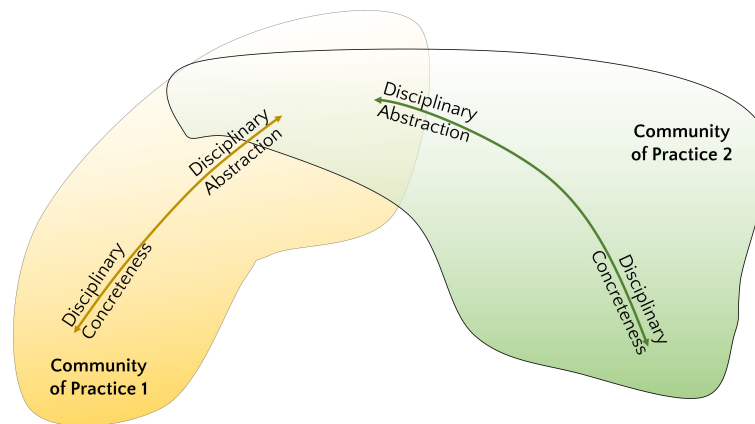 Disciplinary
Abstraction
Disciplinary
Concreteness
Community
of Practice 1
Disciplinary
Abstraction
Community
of Practice 2
Disciplinary
Concreteness